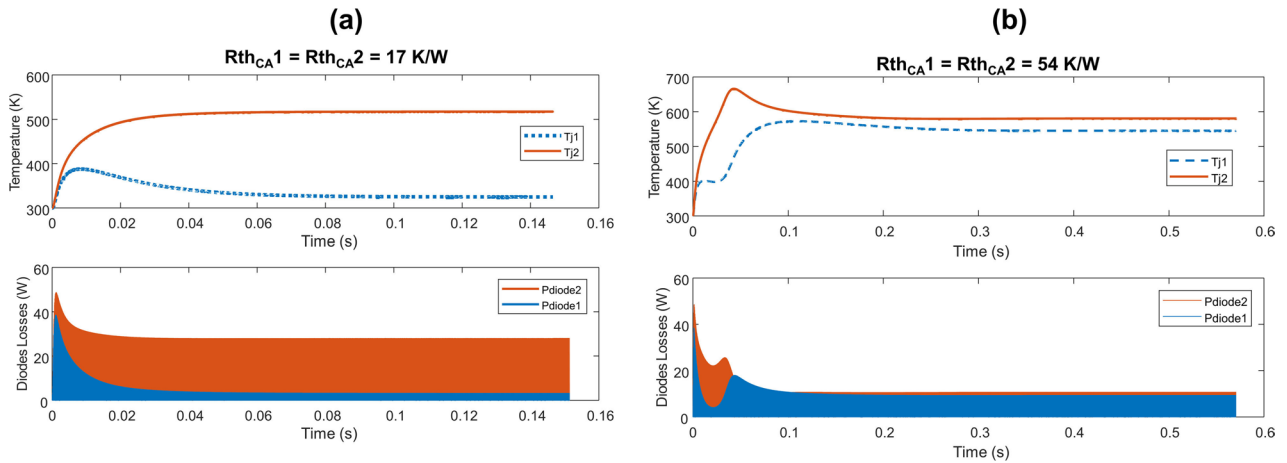 (a)
Rth_CA1 = Rth_CA2 = 17 K/W
600
500
400
300
Temperature (K)
Tj1
Tj2
0 0.02 0.04 0.06 0.08 0.1 0.12 0.14 0.16
Time (s)
60
40
20
0
Diodes Losses (W)
Pdiode2
Pdiode1
0 0.02 0.04 0.06 0.08 0.1 0.12 0.14 0.16
Time (s)
(b)
Rth_CA1 = Rth_CA2 = 54 K/W
700
600
500
400
300
Temperature (K)
Tj1
Tj2
0 0.1 0.2 0.3 0.4 0.5 0.6
Time (s)
60
40
20
0
Diodes Losses (W)
Pdiode2
Pdiode1
0 0.1 0.2 0.3 0.4 0.5 0.6
Time (s)